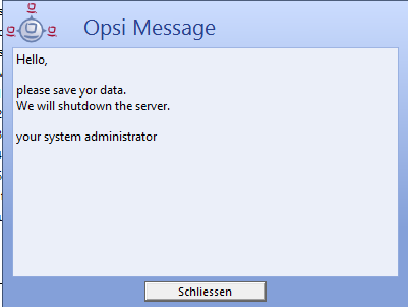 Opsi Message
Hello,
please save yor data.
We will shutdown the server.
your system administrator
Schliessen